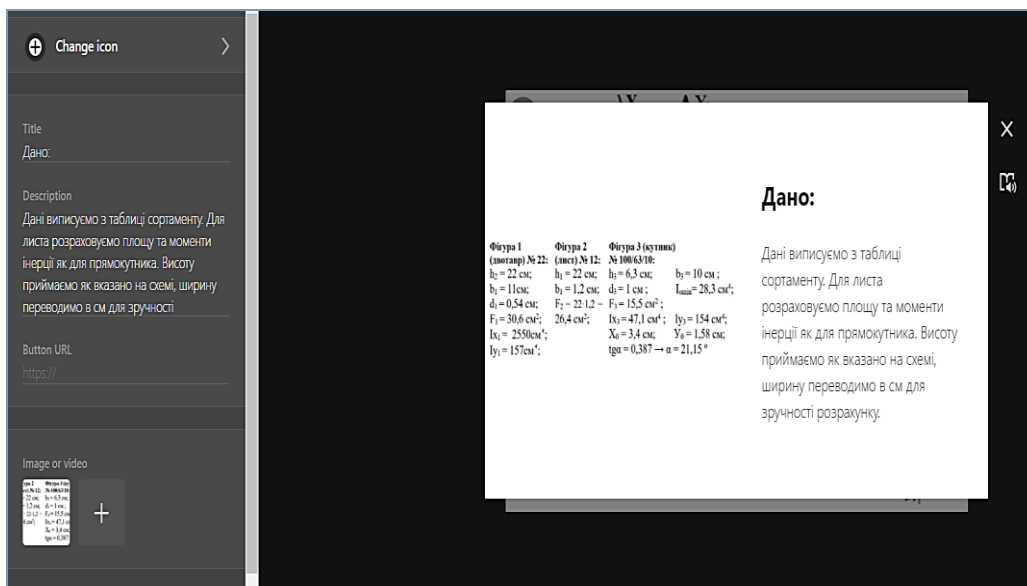 Change icon
Title
Дано:
Description
Дані виписуємо з таблиці сортаменту. Для
листа розраховуємо площу та моменти
інерції як для прямокутника. Висоту
приймаємо як вказано на схемі, ширину
переводимо в см для зручності
Button URL
https://
Image or video
Фігура 1 Фігура 2 Фігура 3 (кутник)
(двотавр) № 22: (лист) № 12: № 100/63/10:
h₂ = 22 см; h₁ = 22 см; h₃ = 6,3 см; b₃ = 10 см ;
b₁ = 11см; b₁ = 1,2 см; d₃ = 1 см ; Iₓₘᵢₙ= 28,3 см⁴;
d₁ = 0,54 см; F₂ = 22·1,2 = F₃ = 15,5 см² ;
F₁ = 30,6 см²; 26,4 см²; Ix₃ = 47,1 см⁴ ; Iy₃ = 154 см⁴;
Ix₁ = 2550см⁴; X₀ = 3,4 см; У₀ = 1,58 см;
Iy₁ = 157см⁴; tgα = 0,387 → α = 21,15 °
Дано:
Дані виписуємо з таблиці
сортаменту. Для листа
розраховуємо площу та моменти
інерції як для прямокутника. Висоту
приймаємо як вказано на схемі,
ширину переводимо в см для
зручності розрахунку.